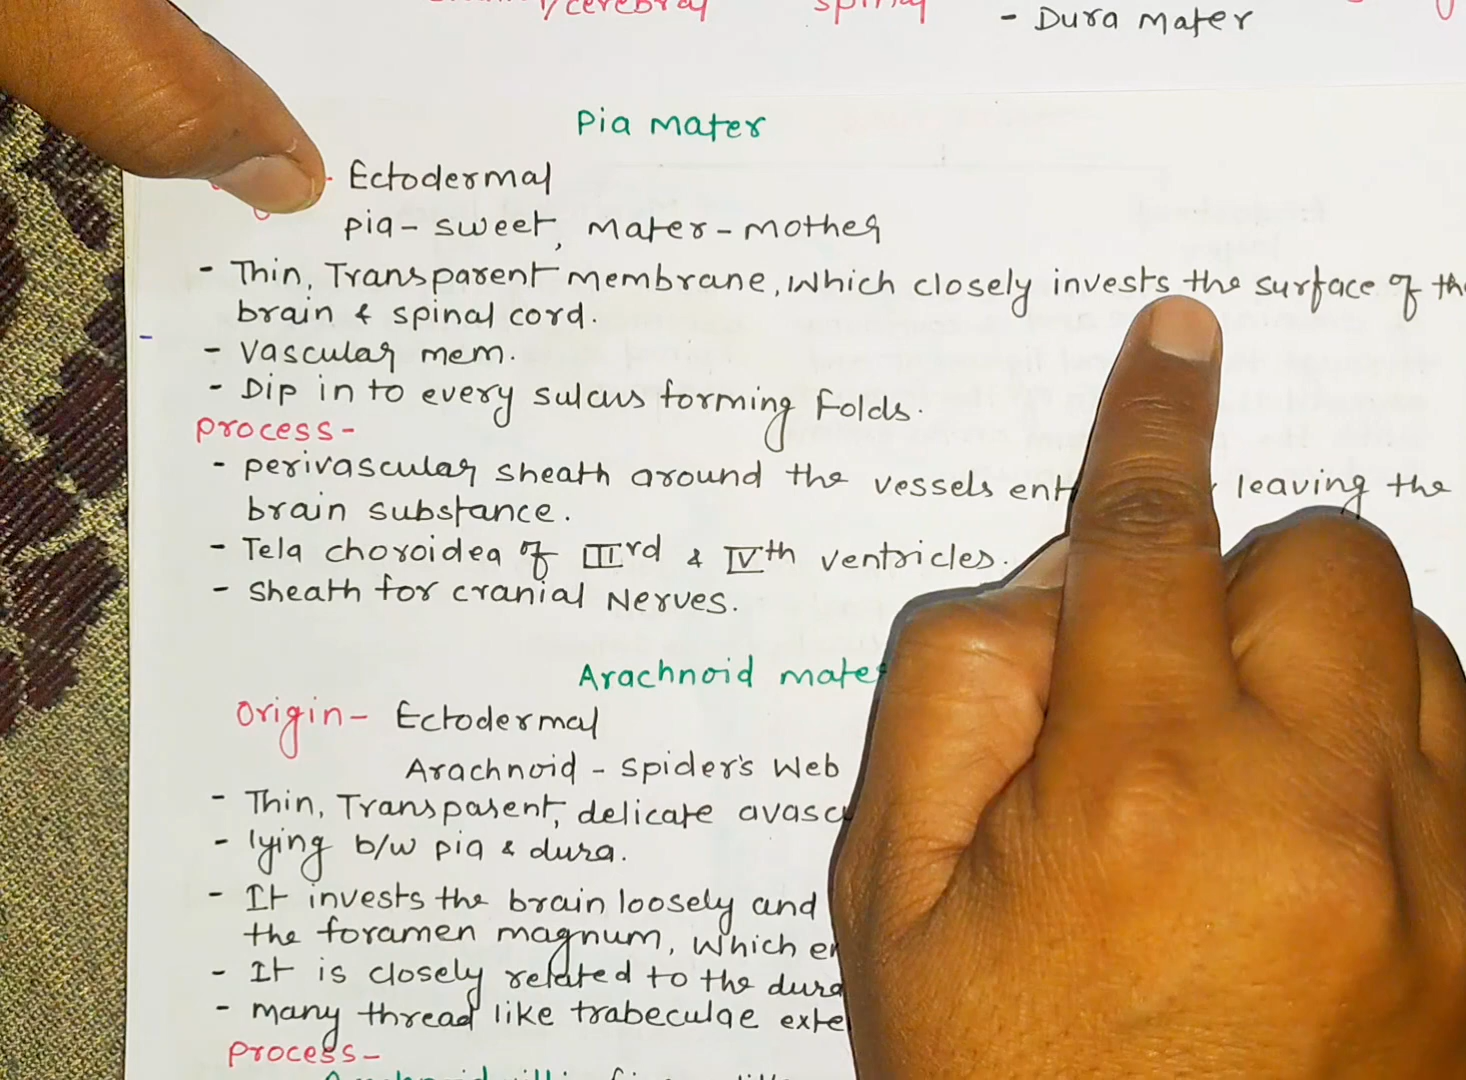 /cerebral spinal
- Dura mater
Pia mater
- Ectodermal
Pia - sweet, mater - mother
- Thin, Transparent membrane, which closely invests the surface of the
brain & spinal cord.
- Vascular mem.
- Dip in to every sulcus forming Folds.
Process -
- perivascular sheath around the vessels leaving the
brain substance.
- Tela choroidea of IIIrd & IVth ventricles.
- sheath for cranial Nerves.
Arachnoid mater
Origin - Ectodermal
Arachnoid - spider's Web
- Thin, Transparent, delicate
- lying b/w pia & dura.
- It invests the brain loosely and
the foramen magnum, which
- It is closely related to the dura
- many thread like trabeculae
Process -